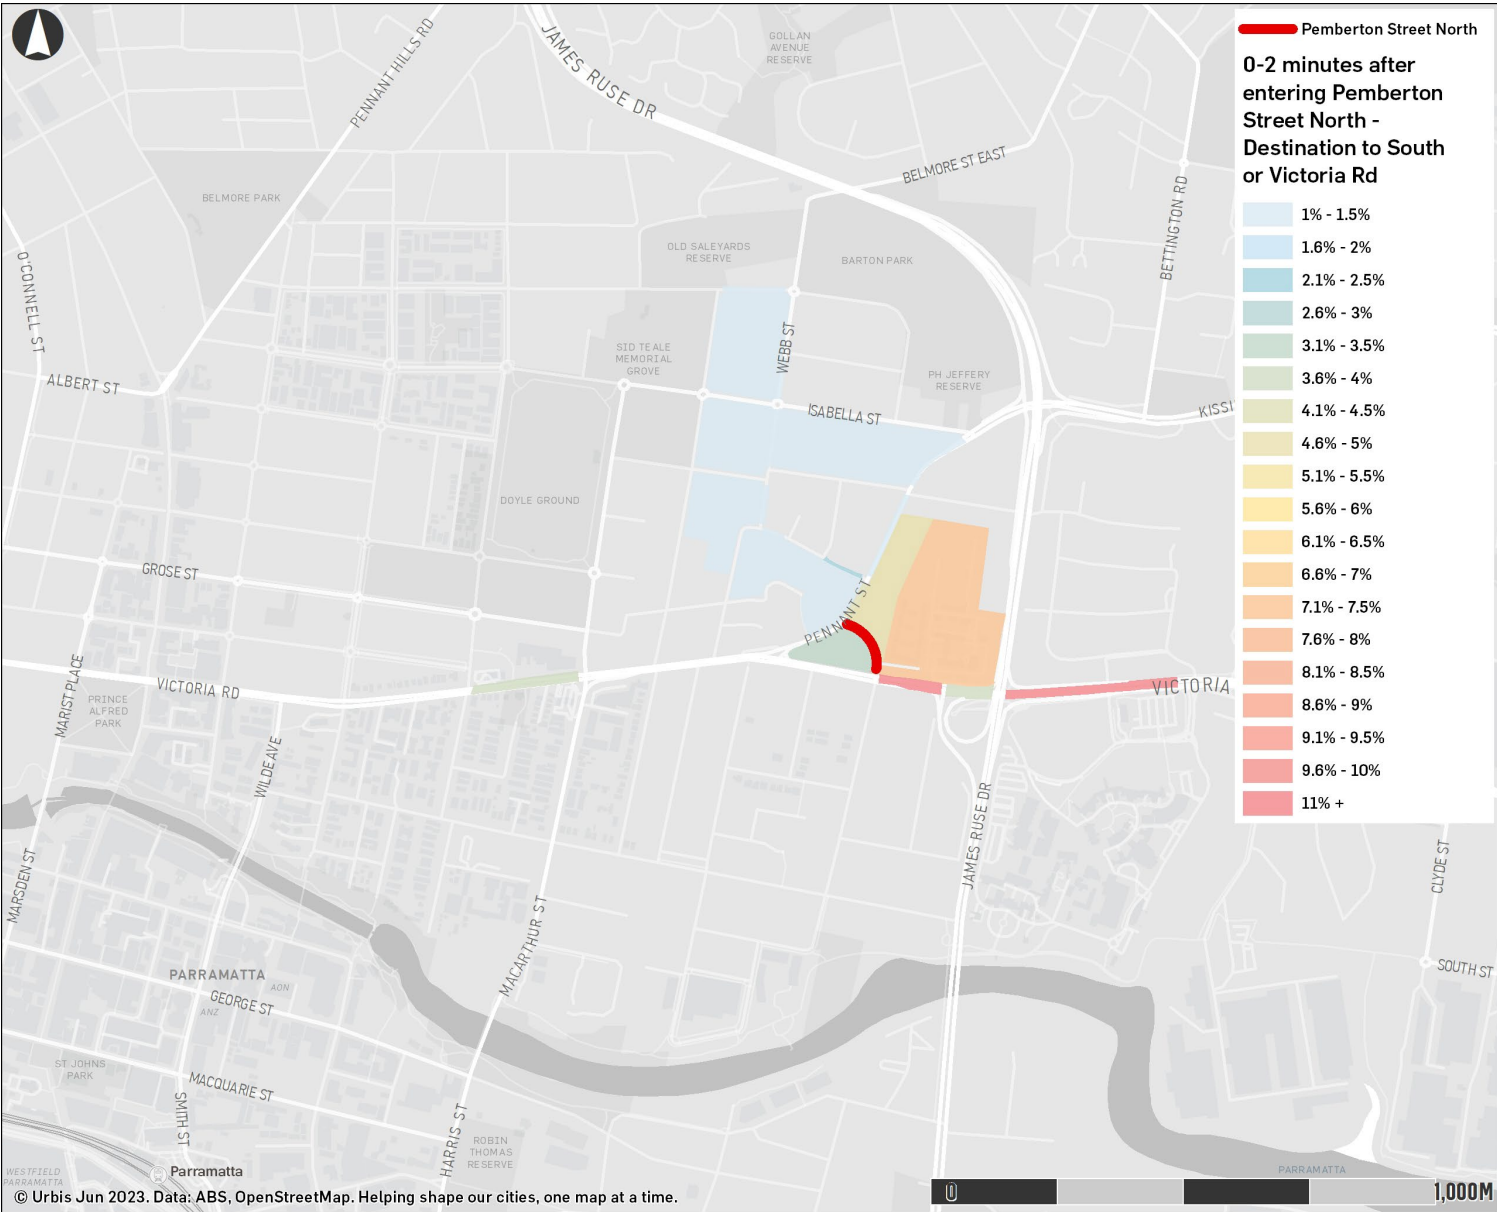 PENNANT HILLS RD
JAMES RUSE DR
GOLLAN
AVENUE
RESERVE
Pemberton Street North
0-2 minutes after
entering Pemberton
Street North -
Destination to South
or Victoria Rd
1% - 1.5%
1.6% - 2%
2.1% - 2.5%
2.6% - 3%
3.1% - 3.5%
3.6% - 4%
4.1% - 4.5%
4.6% - 5%
5.1% - 5.5%
5.6% - 6%
6.1% - 6.5%
6.6% - 7%
7.1% - 7.5%
7.6% - 8%
8.1% - 8.5%
8.6% - 9%
9.1% - 9.5%
9.6% - 10%
11% +
BELMORE ST EAST
BETTINGTON RD
BELMORE PARK
OLD SALEYARDS
RESERVE
BARTON PARK
O'CONNELL ST
SID TEALE
MEMORIAL
GROVE
WEBB ST
PH JEFFERY
RESERVE
ALBERT ST
ISABELLA ST
KISSI
DOYLE GROUND
GROSE ST
PENNANT ST
MARIST PLACE
VICTORIA RD
VICTORIA
PRINCE
ALFRED
PARK
WILDE AVE
JAMES RUSE DR
MARSDEN ST
CLYDE ST
MACARTHUR ST
PARRAMATTA
AON
GEORGE ST
ANZ
SOUTH ST
ST JOHNS
PARK
MACQUARIE ST
SMITH ST
HARRIS ST
ROBIN
THOMAS
RESERVE
WESTFIELD
PARRAMATTA
Parramatta
PARRAMATTA
© Urbis Jun 2023. Data: ABS, OpenStreetMap. Helping shape our cities, one map at a time.
0
1,000M